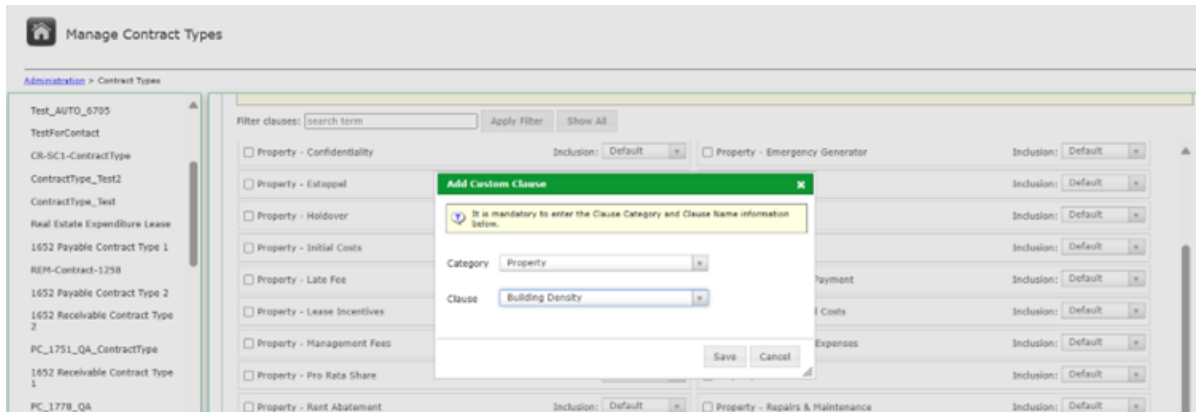 Manage Contract Types
Administration > Contract Types
Test_AUTO_6705
TestForContact
CR-SC1-ContractType
ContractType_Test2
ContractType_Test
Real Estate Expenditure Lease
1652 Payable Contract Type 1
REM-Contract-1258
1652 Payable Contract Type 2
1652 Receivable Contract Type
2
PC_1751_QA_ContractType
1652 Receivable Contract Type
1
PC_1778_QA
Filter clauses: search term Apply Filter Show All
Property - Confidentiality Inclusion: Default Property - Emergency Generator Inclusion: Default
Property - Estoppel Inclusion: Default
Property - Holdover Inclusion: Default
Property - Initial Costs Inclusion: Default
Property - Late Fee Payment Inclusion: Default
Property - Lease Incentives Costs Inclusion: Default
Property - Management Fees Expenses Inclusion: Default
Property - Pro Rata Share Inclusion: Default
Property - Rent Abatement Inclusion: Default Property - Repairs & Maintenance Inclusion: Default
Add Custom Clause
It is mandatory to enter the Clause Category and Clause Name information
below.
Category Property
Clause Building Density
Save Cancel